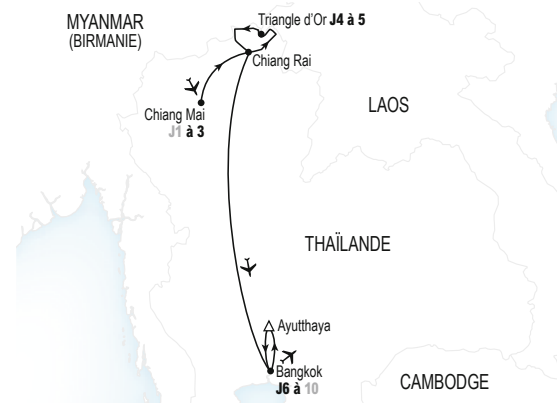 MYANMAR
(BIRMANIE)
Triangle d'Or J4 à 5
Chiang Rai
Chiang Mai
J1 à 3
LAOS
THAÏLANDE
Ayutthaya
Bangkok
J6 à 10
CAMBODGE